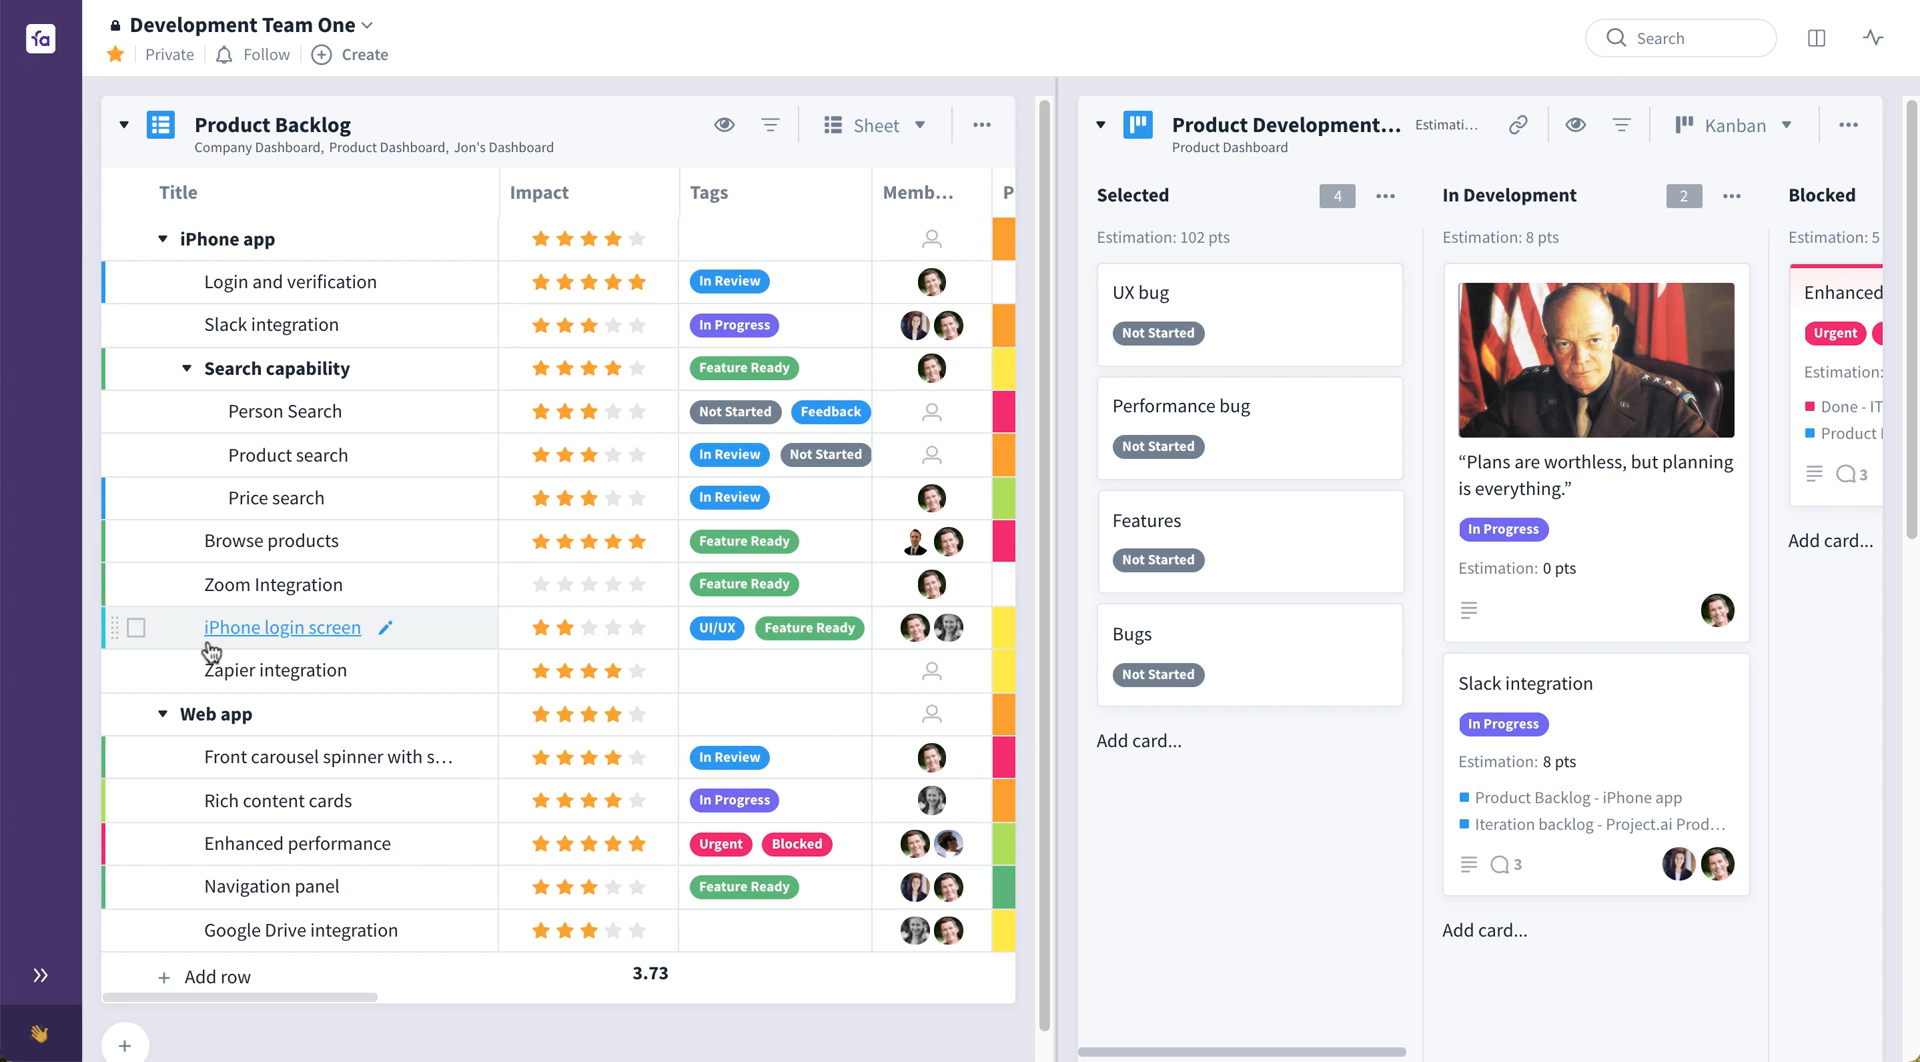 fa
Development Team One
Private
Follow
Create
Search
Product Backlog
Company Dashboard, Product Dashboard, Jon's Dashboard
Sheet
Title
Impact
Tags
Memb...
P
iPhone app
Login and verification
In Review
Slack integration
In Progress
Search capability
Feature Ready
Person Search
Not Started
Feedback
Product search
In Review
Not Started
Price search
In Review
Browse products
Feature Ready
Zoom Integration
Feature Ready
iPhone login screen
UI/UX
Feature Ready
Zapier integration
Web app
Front carousel spinner with s...
In Review
Rich content cards
In Progress
Enhanced performance
Urgent
Blocked
Navigation panel
Feature Ready
Google Drive integration
+ Add row
3.73
Product Development...
Estimati...
Product Dashboard
Kanban
Selected
4
Estimation: 102 pts
UX bug
Not Started
Performance bug
Not Started
Features
Not Started
Bugs
Not Started
Add card...
In Development
2
Estimation: 8 pts
“Plans are worthless, but planning
is everything.”
In Progress
Estimation: 0 pts
Slack integration
In Progress
Estimation: 8 pts
Product Backlog - iPhone app
Iteration backlog - Project.ai Prod...
3
Add card...
Blocked
Estimation: 5
Enhanced
Urgent
Estimation:
Done - IT
Product
3
Add card...